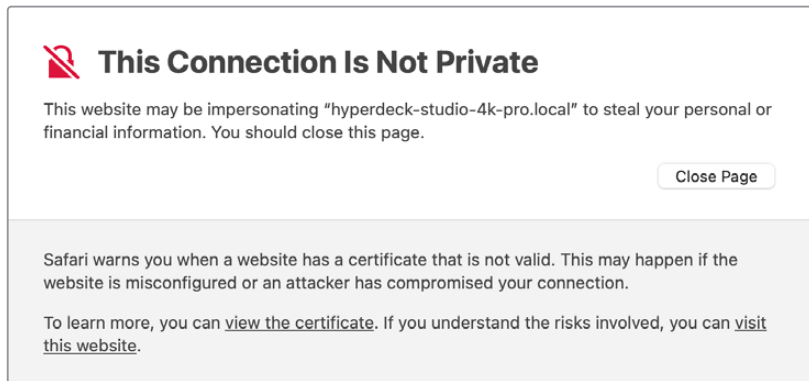 This Connection Is Not Private
This website may be impersonating “hyperdeck-studio-4k-pro.local” to steal your personal or
financial information. You should close this page.
Close Page
Safari warns you when a website has a certificate that is not valid. This may happen if the
website is misconfigured or an attacker has compromised your connection.
To learn more, you can view the certificate. If you understand the risks involved, you can visit
this website.